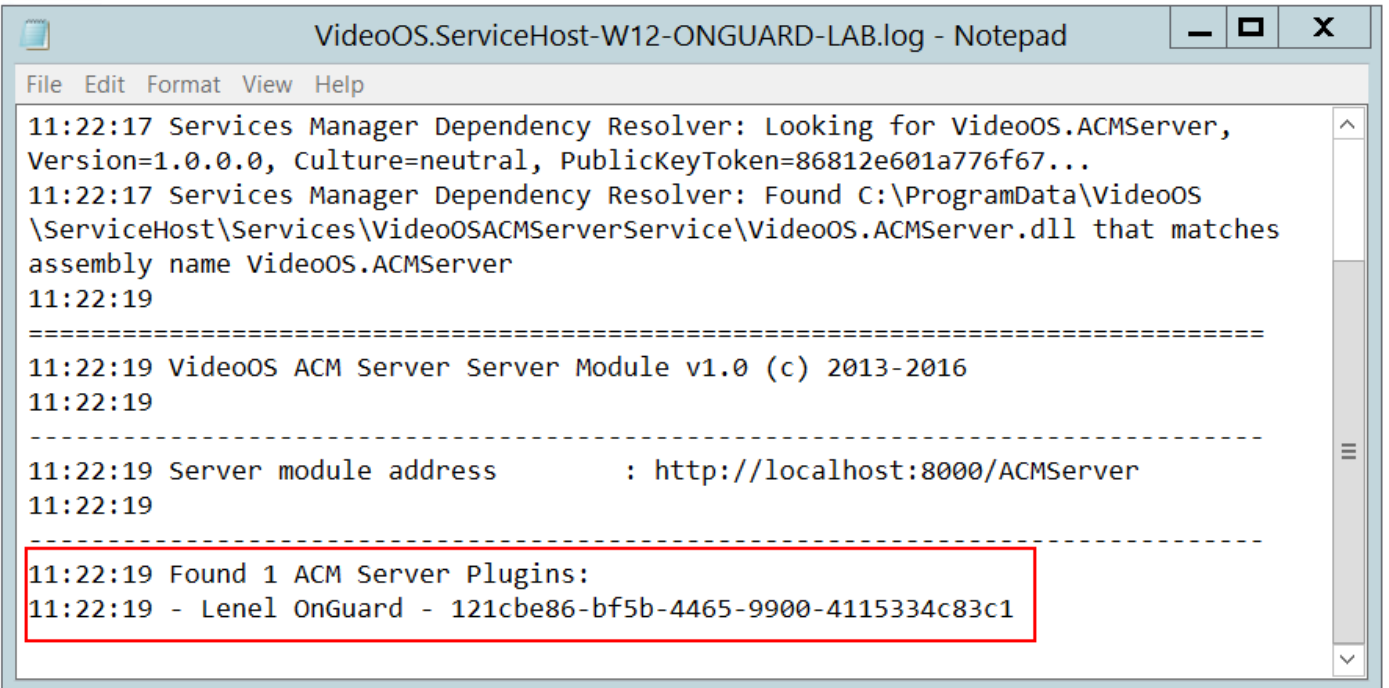 VideoOS.ServiceHost-W12-ONGUARD-LAB.log - Notepad
File Edit Format View Help
11:22:17 Services Manager Dependency Resolver: Looking for VideoOS.ACMServer,
Version=1.0.0.0, Culture=neutral, PublicKeyToken=86812e601a776f67...
11:22:17 Services Manager Dependency Resolver: Found C:\ProgramData\VideoOS
\ServiceHost\Services\VideoOSACMServerService\VideoOS.ACMServer.dll that matches
assembly name VideoOS.ACMServer
11:22:19
===============================================================================
11:22:19 VideoOS ACM Server Server Module v1.0 (c) 2013-2016
11:22:19
-------------------------------------------------------------------------------
11:22:19 Server module address        : http://localhost:8000/ACMServer
11:22:19
-------------------------------------------------------------------------------
11:22:19 Found 1 ACM Server Plugins:
11:22:19 - Lenel OnGuard - 121cbe86-bf5b-4465-9900-4115334c83c1